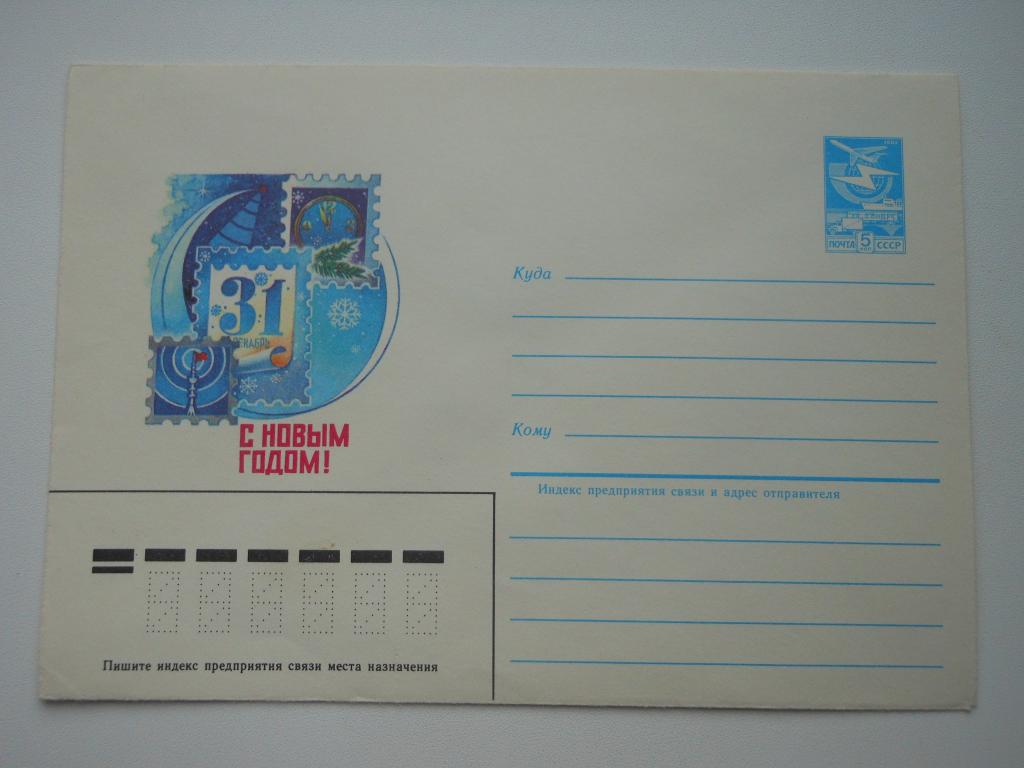 31
ДЕКАБРЬ
С НОВЫМ
ГОДОМ!
ПОЧТА 5 КОП СССР
Куда
Кому
Индекс предприятия связи и адрес отправителя
Пишите индекс предприятия связи места назначения